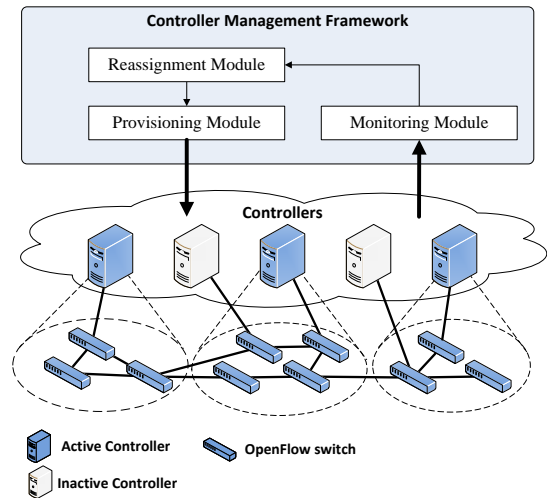 Controller Management Framework
Reassignment Module
Provisioning Module
Monitoring Module
Controllers
Active Controller
OpenFlow switch
Inactive Controller